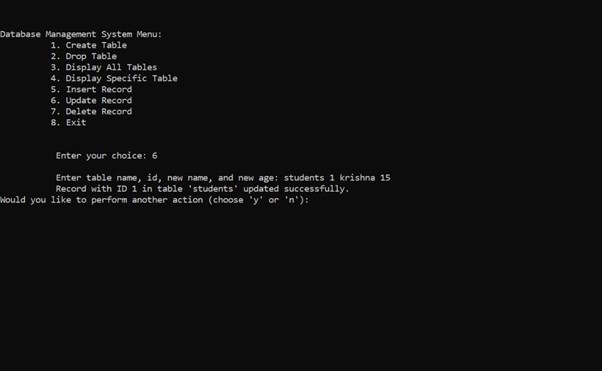 Database Management System Menu:
1. Create Table
2. Drop Table
3. Display All Tables
4. Display Specific Table
5. Insert Record
6. Update Record
7. Delete Record
8. Exit
Enter your choice: 6
Enter table name, id, new name, and new age: students 1 krishna 15
Record with ID 1 in table 'students' updated successfully.
Would you like to perform another action (choose 'y' or 'n'):